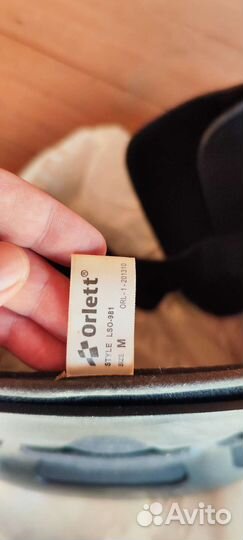 Orlett®
STYLE LSO-981 ORL-1-201310
SIZE M
Avito